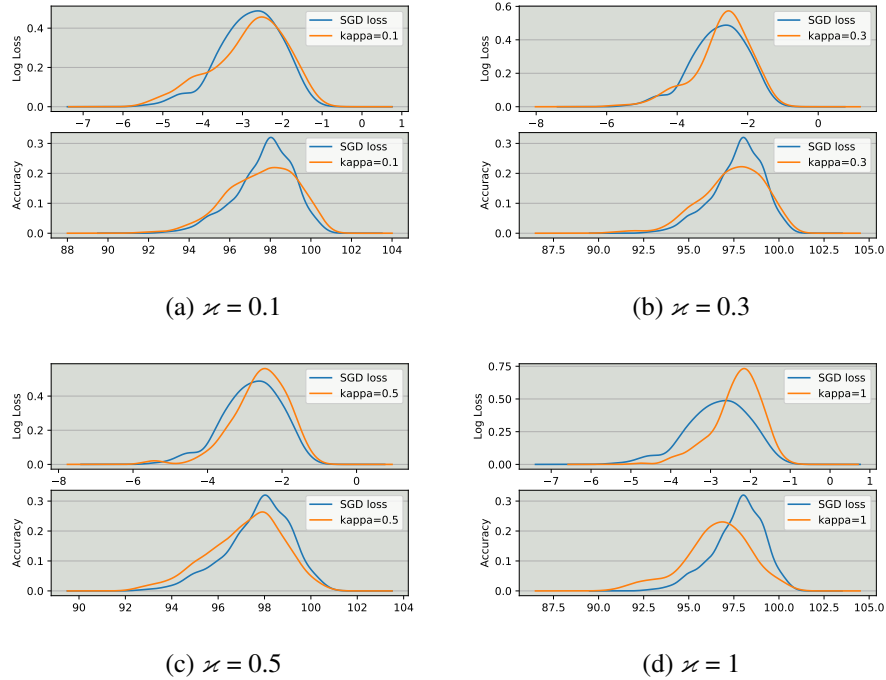 Log Loss
0.4
0.2
0.0
SGD loss
kappa=0.1
−7 −6 −5 −4 −3 −2 −1 0 1
Accuracy
0.3
0.2
0.1
0.0
SGD loss
kappa=0.1
88 90 92 94 96 98 100 102 104
(a) ϰ = 0.1
Log Loss
0.6
0.4
0.2
0.0
SGD loss
kappa=0.3
−8 −6 −4 −2 0
Accuracy
0.3
0.2
0.1
0.0
SGD loss
kappa=0.3
87.5 90.0 92.5 95.0 97.5 100.0 102.5 105.0
(b) ϰ = 0.3
Log Loss
0.4
0.2
0.0
SGD loss
kappa=0.5
−8 −6 −4 −2 0
Accuracy
0.3
0.2
0.1
0.0
SGD loss
kappa=0.5
90 92 94 96 98 100 102 104
(c) ϰ = 0.5
Log Loss
0.75
0.50
0.25
0.00
SGD loss
kappa=1
−7 −6 −5 −4 −3 −2 −1 0 1
Accuracy
0.3
0.2
0.1
0.0
SGD loss
kappa=1
87.5 90.0 92.5 95.0 97.5 100.0 102.5 105.0
(d) ϰ = 1